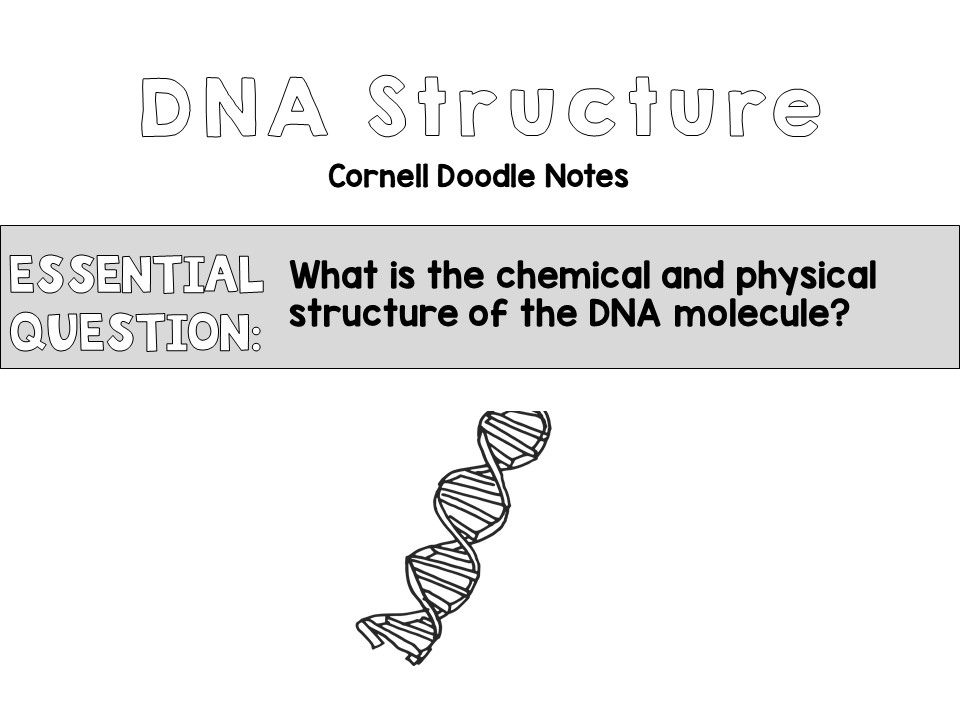 DNA Structure
Cornell Doodle Notes
ESSENTIAL
QUESTION:
What is the chemical and physical
structure of the DNA molecule?